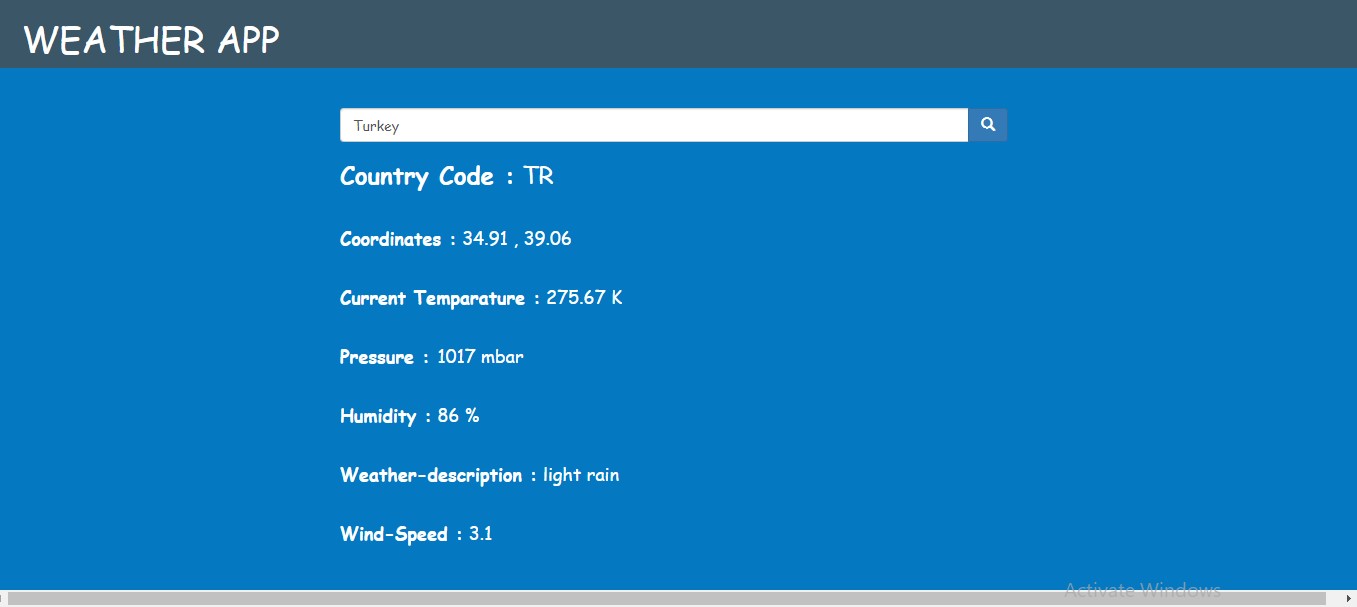 WEATHER APP
Turkey
Country Code : TR
Coordinates : 34.91 , 39.06
Current Temparature : 275.67 K
Pressure : 1017 mbar
Humidity : 86 %
Weather-description : light rain
Wind-Speed : 3.1
Activate Windows